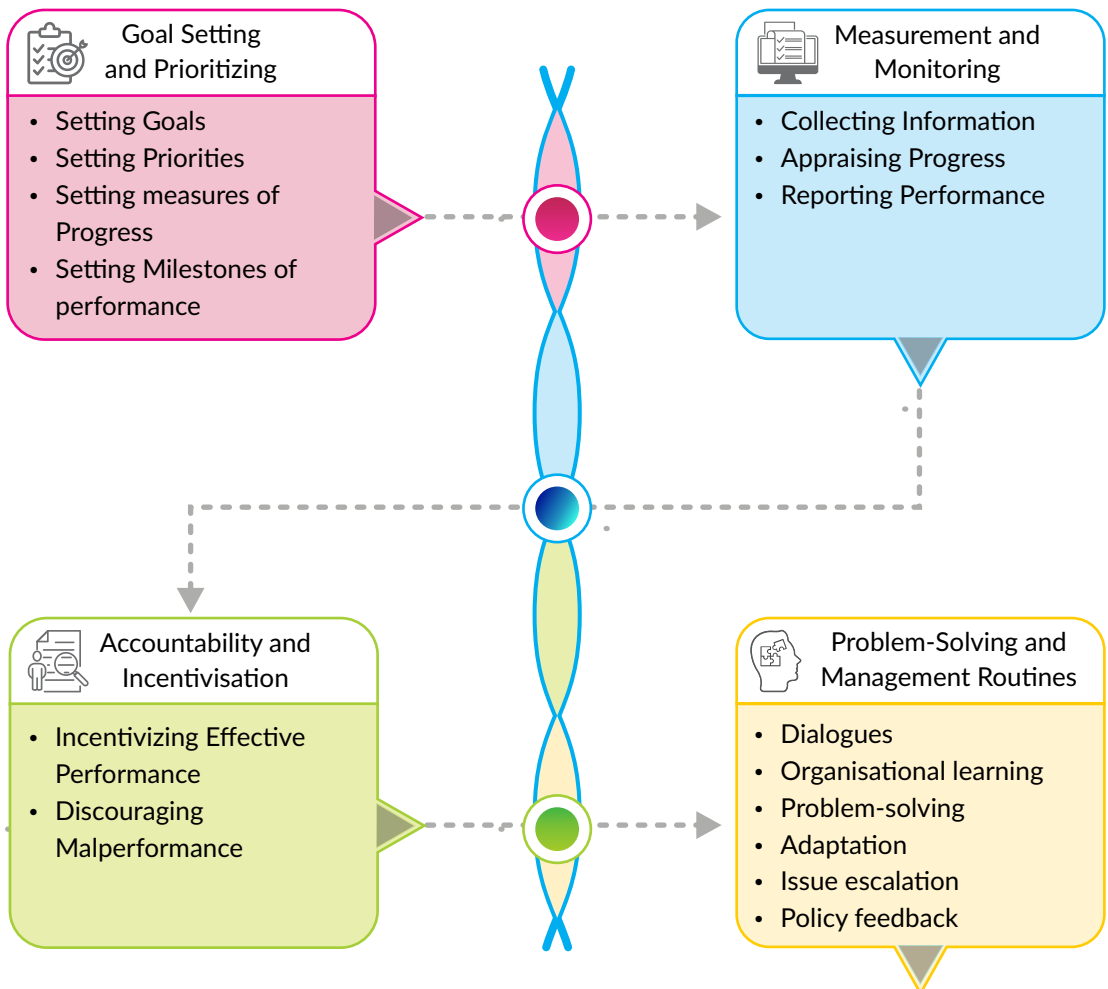 Goal Setting
and Prioritizing
• Setting Goals
• Setting Priorities
• Setting measures of
Progress
• Setting Milestones of
performance
Measurement and
Monitoring
• Collecting Information
• Appraising Progress
• Reporting Performance
Accountability and
Incentivisation
• Incentivizing Effective
Performance
• Discouraging
Malperformance
Problem-Solving and
Management Routines
• Dialogues
• Organisational learning
• Problem-solving
• Adaptation
• Issue escalation
• Policy feedback